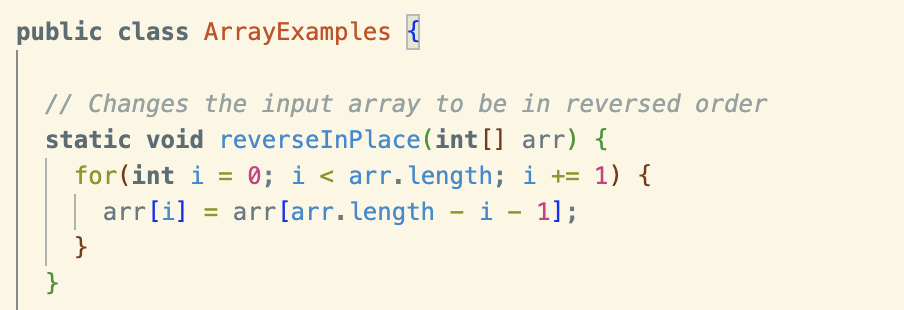 public class ArrayExamples {
// Changes the input array to be in reversed order
static void reverseInPlace(int[] arr) {
for(int i = 0; i < arr.length; i += 1) {
arr[i] = arr[arr.length - i - 1];
}
}